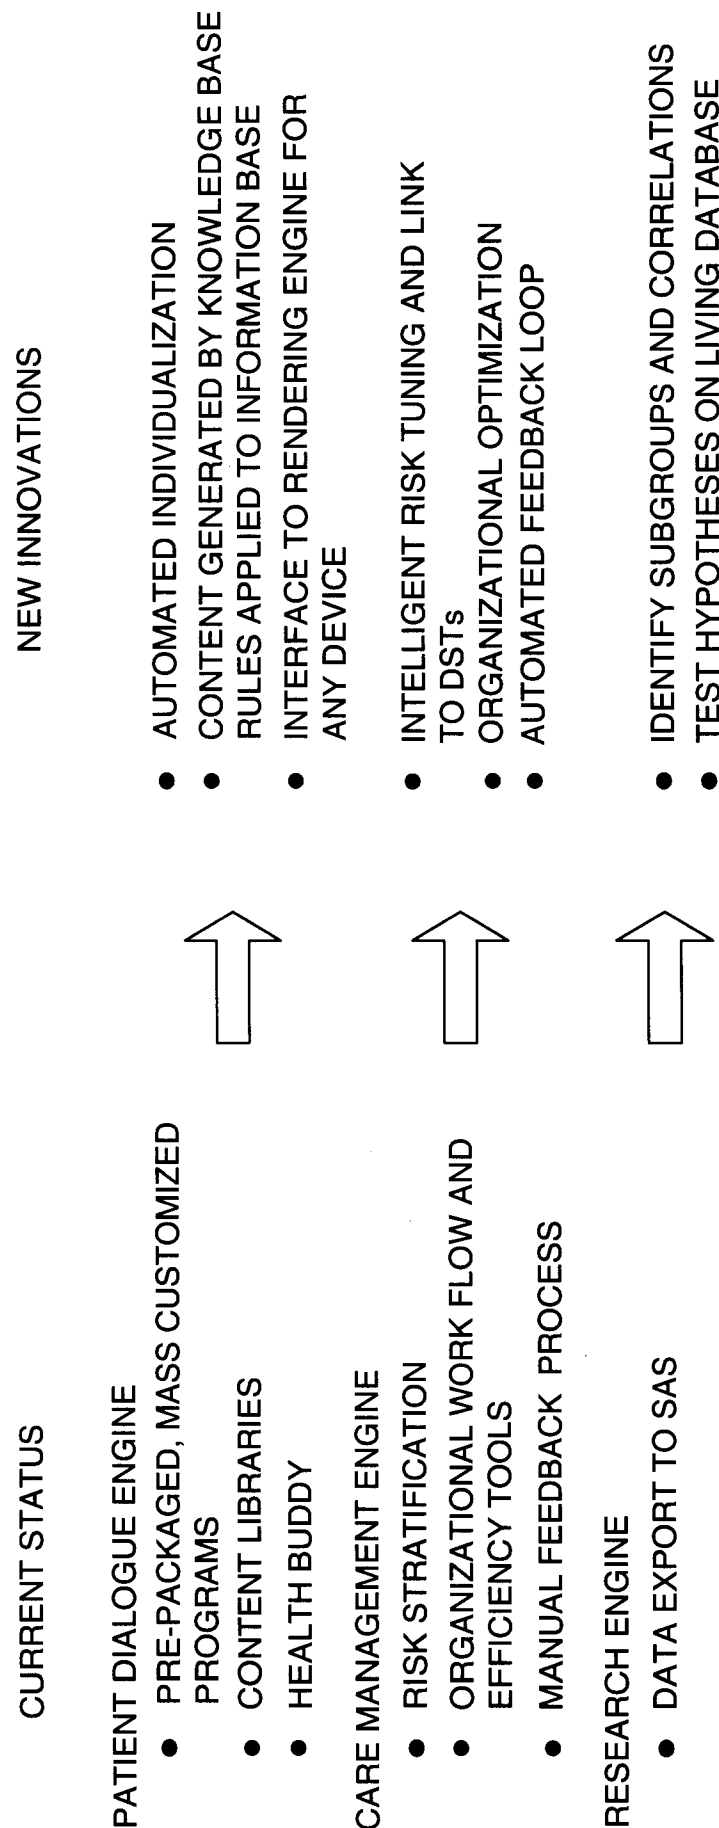 CURRENT STATUS
PATIENT DIALOGUE ENGINE
● PRE-PACKAGED, MASS CUSTOMIZED
PROGRAMS
● CONTENT LIBRARIES
● HEALTH BUDDY
CARE MANAGEMENT ENGINE
● RISK STRATIFICATION
● ORGANIZATIONAL WORK FLOW AND
EFFICIENCY TOOLS
● MANUAL FEEDBACK PROCESS
RESEARCH ENGINE
● DATA EXPORT TO SAS
NEW INNOVATIONS
● AUTOMATED INDIVIDUALIZATION
● CONTENT GENERATED BY KNOWLEDGE BASE
RULES APPLIED TO INFORMATION BASE
● INTERFACE TO RENDERING ENGINE FOR
ANY DEVICE
● INTELLIGENT RISK TUNING AND LINK
TO DSTs
● ORGANIZATIONAL OPTIMIZATION
● AUTOMATED FEEDBACK LOOP
● IDENTIFY SUBGROUPS AND CORRELATIONS
● TEST HYPOTHESES ON LIVING DATABASE